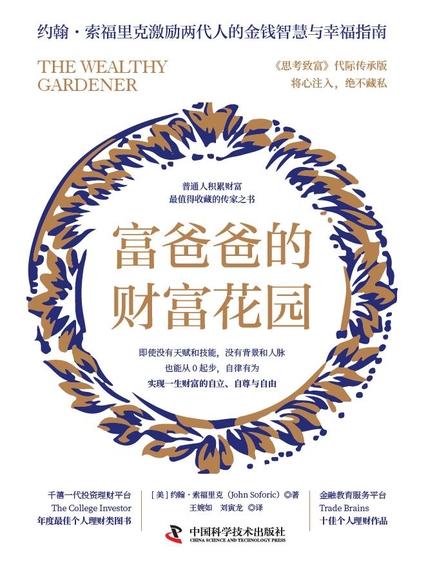 约翰·索福里克激励两代人的金钱智慧与幸福指南
THE WEALTHY
GARDENER
《思考致富》代际传承版
将心注入，绝不藏私
普通人积累财富
最值得收藏的传家之书
富爸爸的
财富花园
即使没有天赋和技能，没有背景和人脉
也能从0起步，自律有为
实现一生财富的自立、自尊与自由
千禧一代投资理财平台
The College Investor
年度最佳个人理财类图书
[美]约翰·索福里克（John Soforic）◎著
王婉如 刘寅龙◎译
金融教育服务平台
Trade Brains
十佳个人理财作品
中国科学技术出版社
CHINA SCIENCE AND TECHNOLOGY PRESS